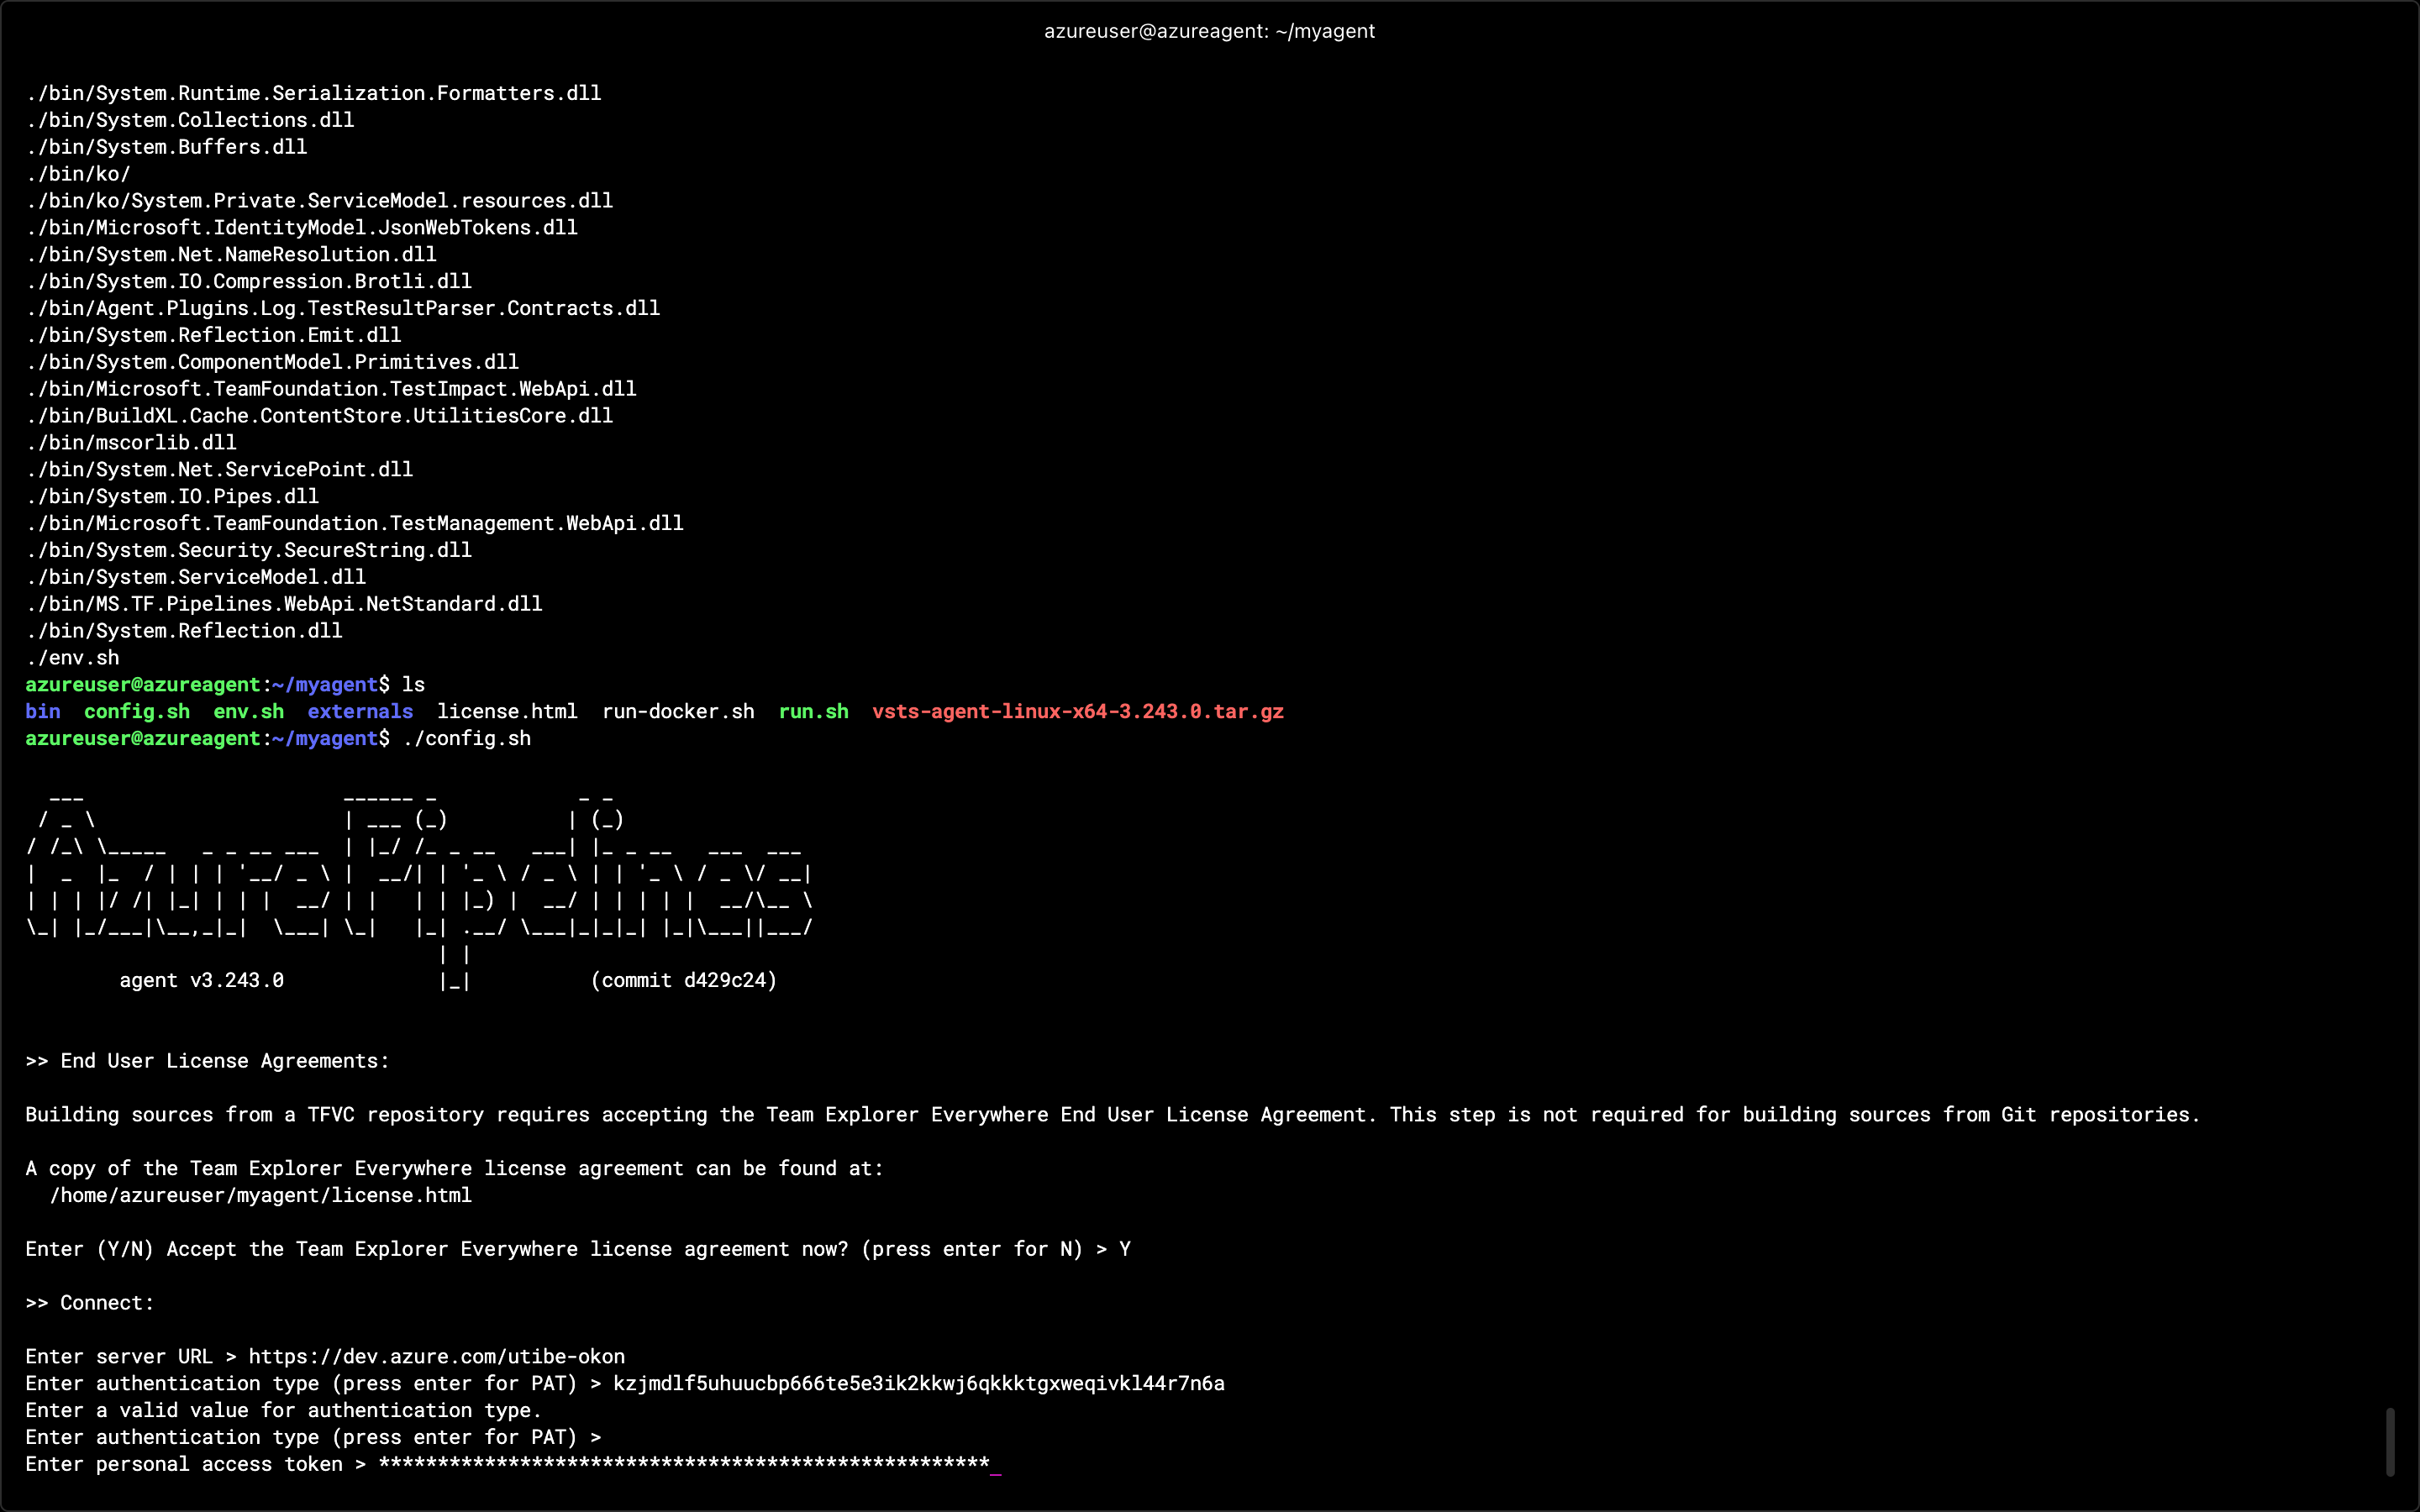 azureuser@azureagent: ~/myagent
./bin/System.Runtime.Serialization.Formatters.dll
./bin/System.Collections.dll
./bin/System.Buffers.dll
./bin/ko/
./bin/ko/System.Private.ServiceModel.resources.dll
./bin/Microsoft.IdentityModel.JsonWebTokens.dll
./bin/System.Net.NameResolution.dll
./bin/System.IO.Compression.Brotli.dll
./bin/Agent.Plugins.Log.TestResultParser.Contracts.dll
./bin/System.Reflection.Emit.dll
./bin/System.ComponentModel.Primitives.dll
./bin/Microsoft.TeamFoundation.TestImpact.WebApi.dll
./bin/BuildXL.Cache.ContentStore.UtilitiesCore.dll
./bin/mscorlib.dll
./bin/System.Net.ServicePoint.dll
./bin/System.IO.Pipes.dll
./bin/Microsoft.TeamFoundation.TestManagement.WebApi.dll
./bin/System.Security.SecureString.dll
./bin/System.ServiceModel.dll
./bin/MS.TF.Pipelines.WebApi.NetStandard.dll
./bin/System.Reflection.dll
./env.sh
azureuser@azureagent:~/myagent$ ls
bin  config.sh  env.sh  externals  license.html  run-docker.sh  run.sh  vsts-agent-linux-x64-3.243.0.tar.gz
azureuser@azureagent:~/myagent$ ./config.sh
Azure Pipelines
agent v3.243.0 (commit d429c24)
>> End User License Agreements:
Building sources from a TFVC repository requires accepting the Team Explorer Everywhere End User License Agreement. This step is not required for building sources from Git repositories.
A copy of the Team Explorer Everywhere license agreement can be found at:
/home/azureuser/myagent/license.html
Enter (Y/N) Accept the Team Explorer Everywhere license agreement now? (press enter for N) > Y
>> Connect:
Enter server URL > https://dev.azure.com/utibe-okon
Enter authentication type (press enter for PAT) > kzjmdlf5uhuucbp666te5e3ik2kkwj6qkkktgxweqivkl44r7n6a
Enter a valid value for authentication type.
Enter authentication type (press enter for PAT) >
Enter personal access token > ****************************************************